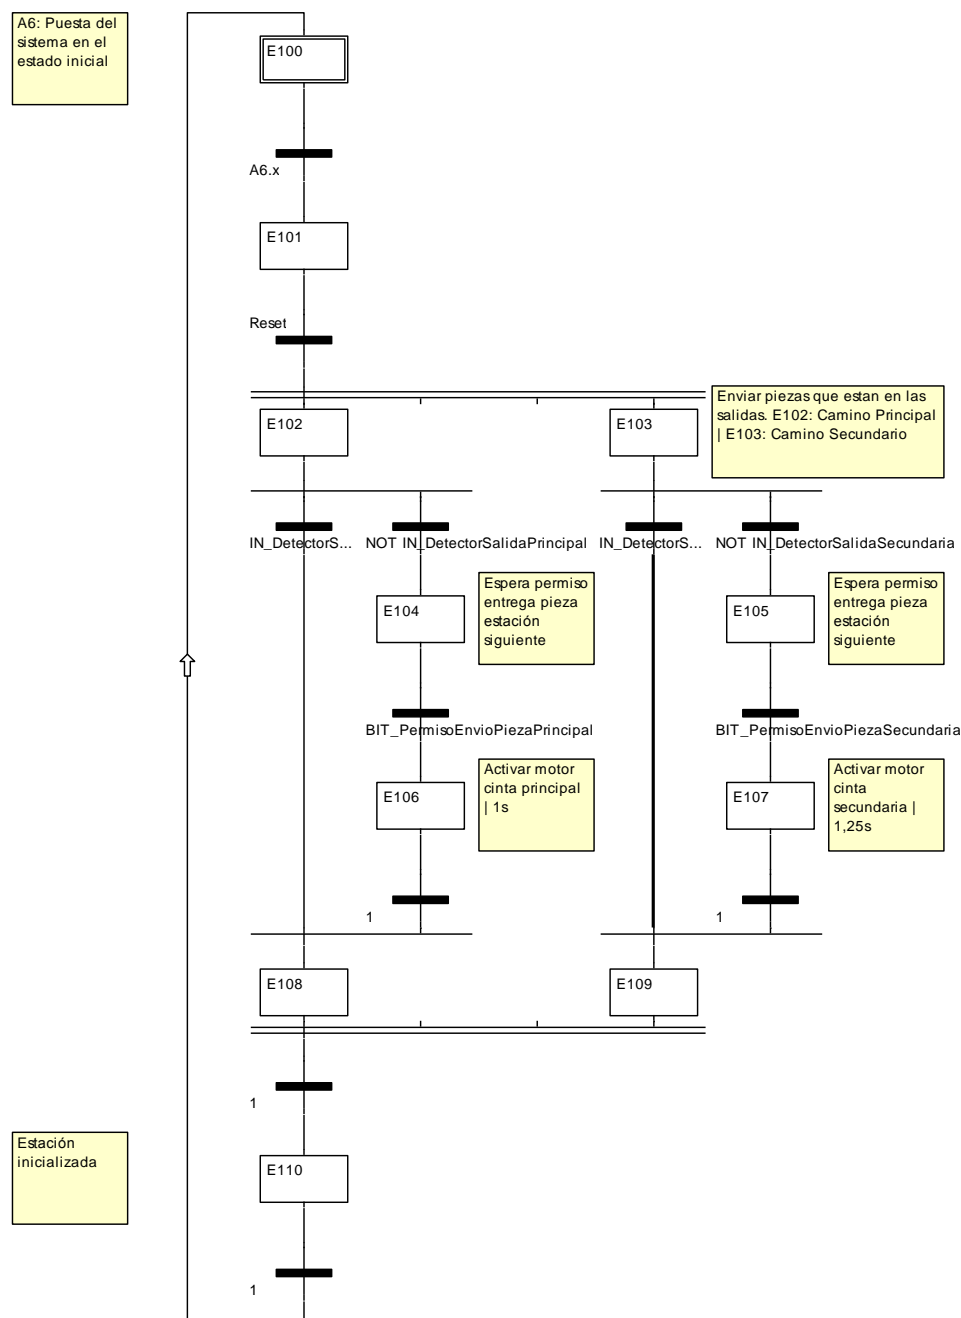 A6: Puesta del
sistema en el
estado inicial
E100
A6.x
E101
Reset
E102
E103
Enviar piezas que estan en las
salidas. E102: Camino Principal
| E103: Camino Secundario
IN_DetectorS...
NOT IN_DetectorSalidaPrincipal
IN_DetectorS...
NOT IN_DetectorSalidaSecundaria
E104
Espera permiso
entrega pieza
estación
siguiente
E105
Espera permiso
entrega pieza
estación
siguiente
BIT_PermisoEnvioPiezaPrincipal
BIT_PermisoEnvioPiezaSecundaria
E106
Activar motor
cinta principal
| 1s
E107
Activar motor
cinta
secundaria |
1,25s
1
1
E108
E109
1
Estación
inicializada
E110
1